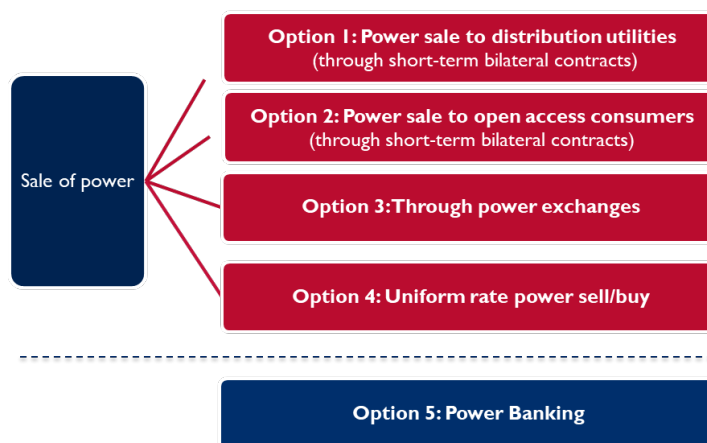 Option 1: Power sale to distribution utilities
(through short-term bilateral contracts)
Option 2: Power sale to open access consumers
(through short-term bilateral contracts)
Sale of power
Option 3:Through power exchanges
Option 4: Uniform rate power sell/buy
Option 5: Power Banking